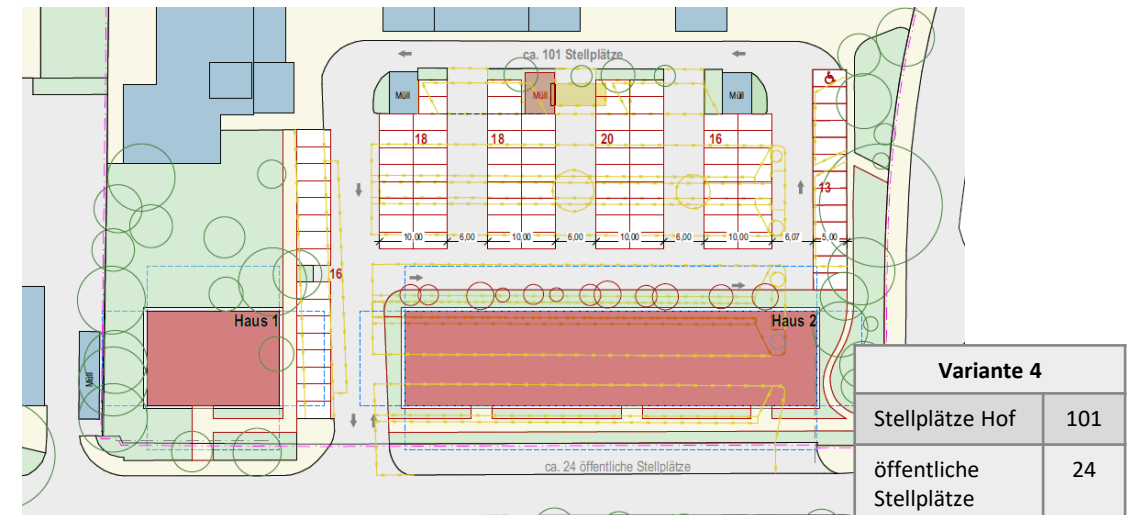 ca. 101 Stellplätze
Müll
Müll
Müll
18
18
20
16
13
10,00
6,00
10,00
6,00
10,00
6,00
10,00
6,07
5,00
16
Haus 1
Haus 2
Müll
ca. 24 öffentliche Stellplätze
Variante 4
Stellplätze Hof 101
öffentliche 24
Stellplätze